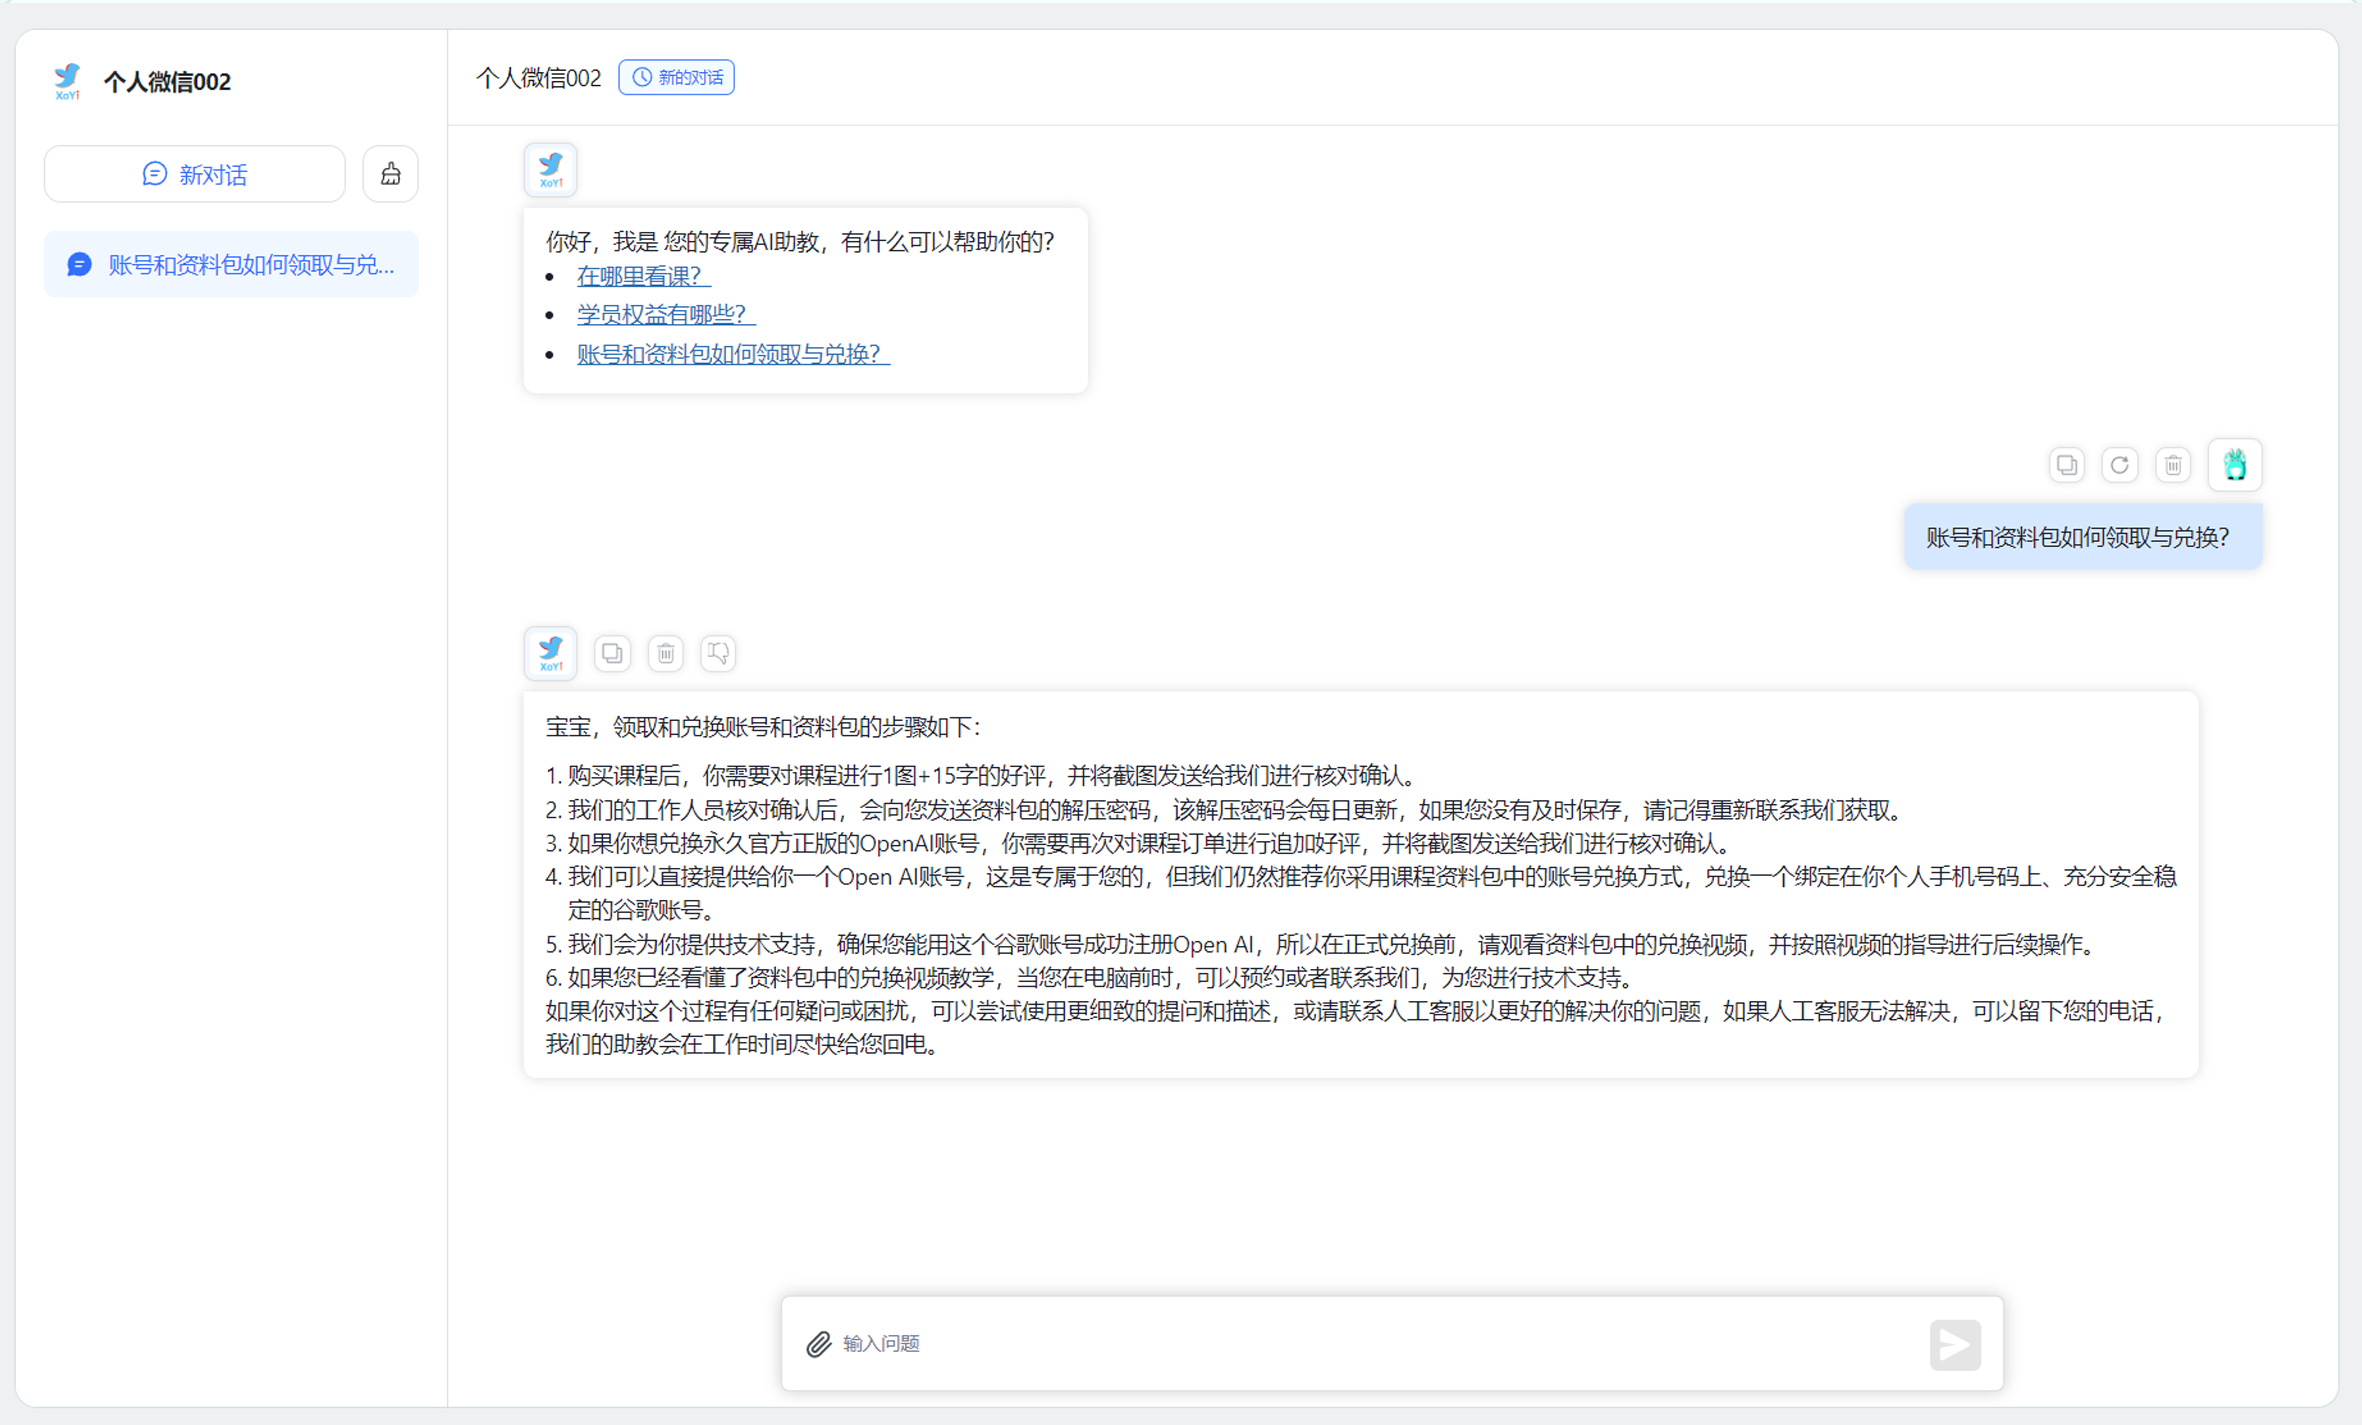 XoYi
个人微信002
新对话
账号和资料包如何领取与兑...
个人微信002
新的对话
XoYi
你好，我是 您的专属AI助教，有什么可以帮助你的？
在哪里看课？
学员权益有哪些？
账号和资料包如何领取与兑换？
账号和资料包如何领取与兑换？
XoYi
宝宝，领取和兑换账号和资料包的步骤如下：
1. 购买课程后，你需要对课程进行1图+15字的好评，并将截图发送给我们进行核对确认。
2. 我们的工作人员核对确认后，会向您发送资料包的解压密码，该解压密码会每日更新，如果您没有及时保存，请记得重新联系我们获取。
3. 如果你想兑换永久官方正版的OpenAI账号，你需要再次对课程订单进行追加好评，并将截图发送给我们进行核对确认。
4. 我们可以直接提供给你一个Open AI账号，这是专属于您的，但我们仍然推荐你采用课程资料包中的账号兑换方式，兑换一个绑定在你个人手机号码上、充分安全稳
定的谷歌账号。
5. 我们会为你提供技术支持，确保您能用这个谷歌账号成功注册Open AI，所以在正式兑换前，请观看资料包中的兑换视频，并按照视频的指导进行后续操作。
6. 如果您已经看懂了资料包中的兑换视频教学，当您在电脑前时，可以预约或者联系我们，为您进行技术支持。
如果你对这个过程有任何疑问或困扰，可以尝试使用更细致的提问和描述，或请联系人工客服以更好的解决你的问题，如果人工客服无法解决，可以留下您的电话，
我们的助教会在工作时间尽快给您回电。
输入问题